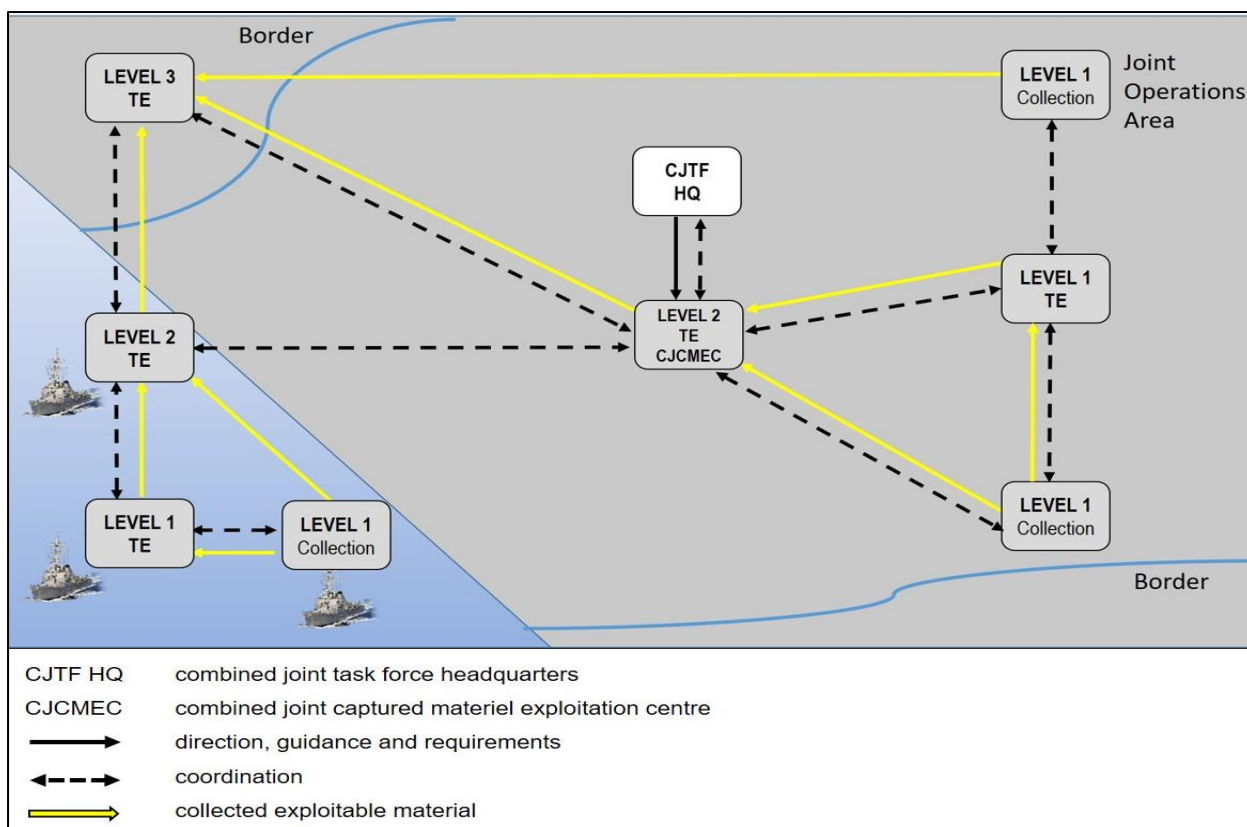 Border
LEVEL 3
TE
LEVEL 1
Collection
Joint
Operations
Area
CJTF
HQ
LEVEL 1
TE
LEVEL 2
TE
CJCMEC
LEVEL 2
TE
LEVEL 1
TE
LEVEL 1
Collection
LEVEL 1
Collection
Border
CJTF HQ combined joint task force headquarters
CJCMEC combined joint captured materiel exploitation centre
direction, guidance and requirements
coordination
collected exploitable material